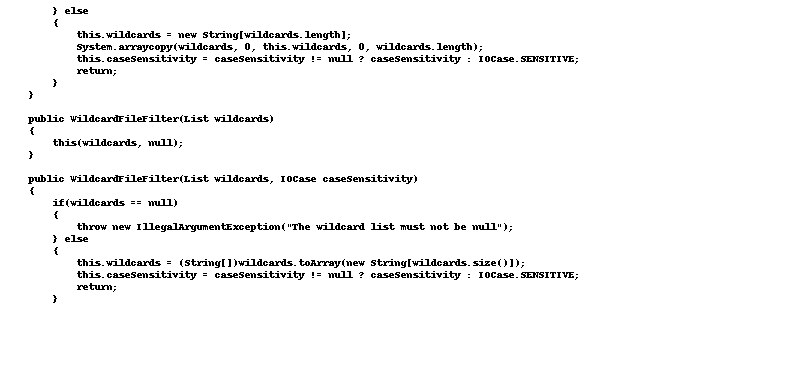 } else
{
this.wildcards = new String[wildcards.length];
System.arraycopy(wildcards, 0, this.wildcards, 0, wildcards.length);
this.caseSensitivity = caseSensitivity != null ? caseSensitivity : IOCase.SENSITIVE;
return;
}
}
public WildcardFileFilter(List wildcards)
{
this(wildcards, null);
}
public WildcardFileFilter(List wildcards, IOCase caseSensitivity)
{
if(wildcards == null)
{
throw new IllegalArgumentException("The wildcard list must not be null");
} else
{
this.wildcards = (String[])wildcards.toArray(new String[wildcards.size()]);
this.caseSensitivity = caseSensitivity != null ? caseSensitivity : IOCase.SENSITIVE;
return;
}